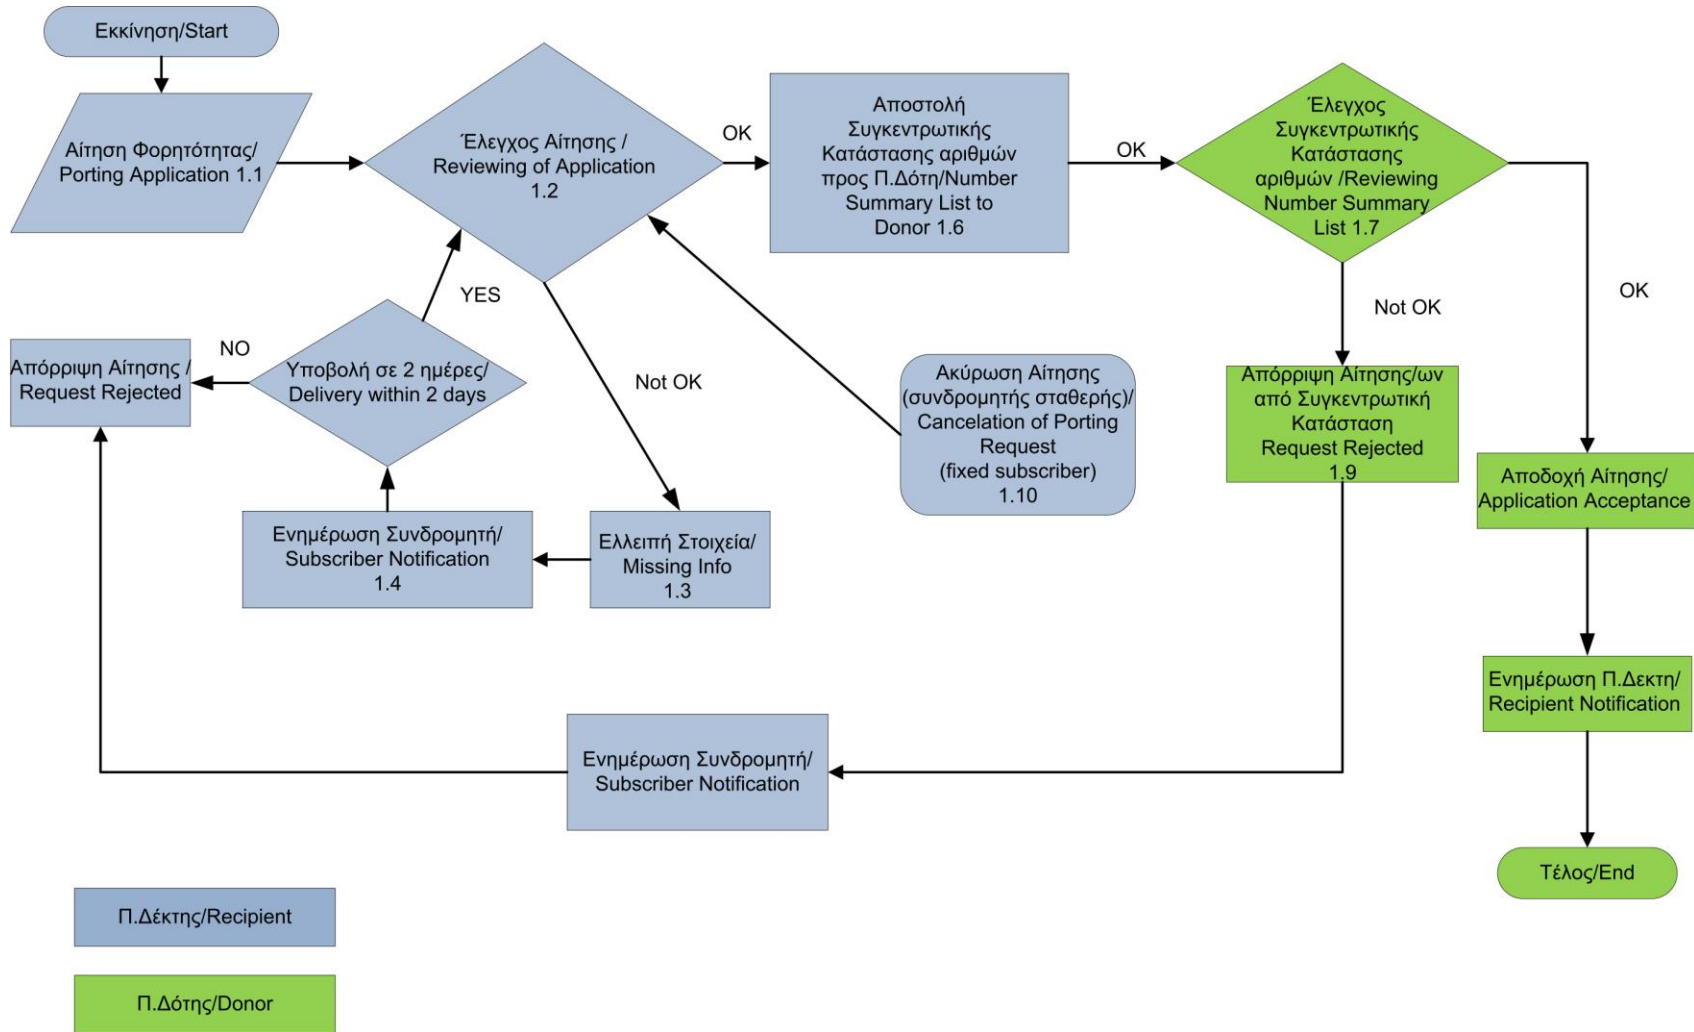 Εκκίνηση/Start
Αίτηση Φορητότητας/
Porting Application 1.1
Έλεγχος Αίτησης /
Reviewing of Application
1.2
OK
Αποστολή
Συγκεντρωτικής
Κατάστασης αριθμών
προς Π.Δότη/Number
Summary List to
Donor 1.6
OK
Έλεγχος
Συγκεντρωτικής
Κατάστασης
αριθμών /Reviewing
Number Summary
List 1.7
OK
Not OK
YES
NO
Απόρριψη Αίτησης /
Request Rejected
Υποβολή σε 2 ημέρες/
Delivery within 2 days
Not OK
Ακύρωση Αίτησης
(συνδρομητής σταθερής)/
Cancelation of Porting
Request
(fixed subscriber)
1.10
Απόρριψη Αίτησης/ων
από Συγκεντρωτική
Κατάσταση
Request Rejected
1.9
Αποδοχή Αίτησης/
Application Acceptance
Ενημέρωση Συνδρομητή/
Subscriber Notification
1.4
Ελλειπή Στοιχεία/
Missing Info
1.3
Ενημέρωση Π.Δεκτη/
Recipient Notification
Ενημέρωση Συνδρομητή/
Subscriber Notification
Τέλος/End
Π.Δέκτης/Recipient
Π.Δότης/Donor